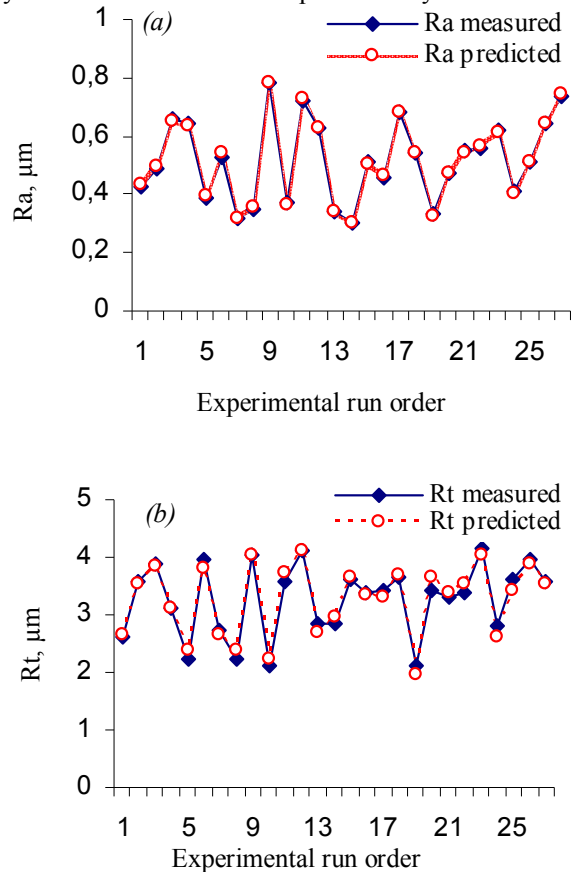 (a)
Ra measured
Ra predicted
1
0,8
0,6
0,4
0,2
0
Ra, µm
1 5 9 13 17 21 25
Experimental run order
(b)
Rt measured
Rt predicted
5
4
3
2
1
0
Rt, µm
1 5 9 13 17 21 25
Experimental run order